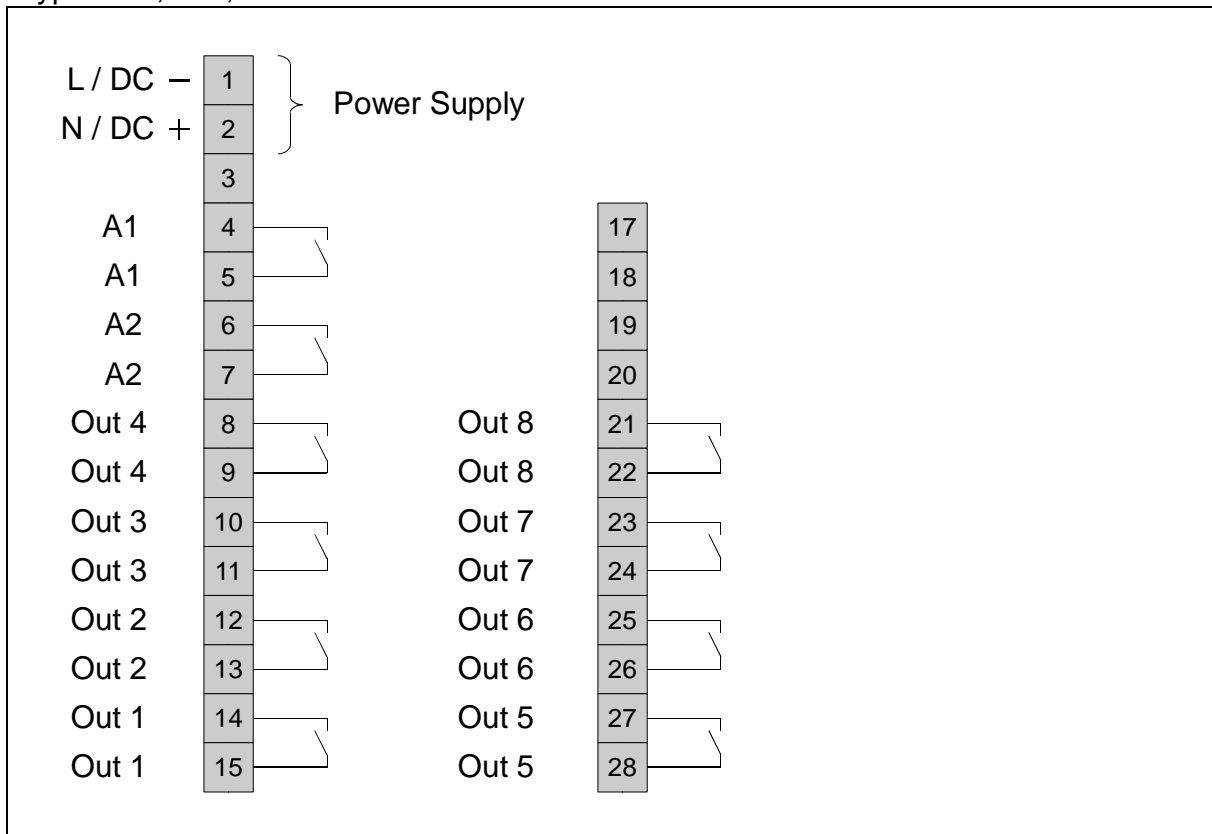 L / DC – 1
Power Supply
N / DC + 2
3
A1 4 17
A1 5 18
A2 6 19
A2 7 20
Out 4 8 Out 8 21
Out 4 9 Out 8 22
Out 3 10 Out 7 23
Out 3 11 Out 7 24
Out 2 12 Out 6 25
Out 2 13 Out 6 26
Out 1 14 Out 5 27
Out 1 15 Out 5 28